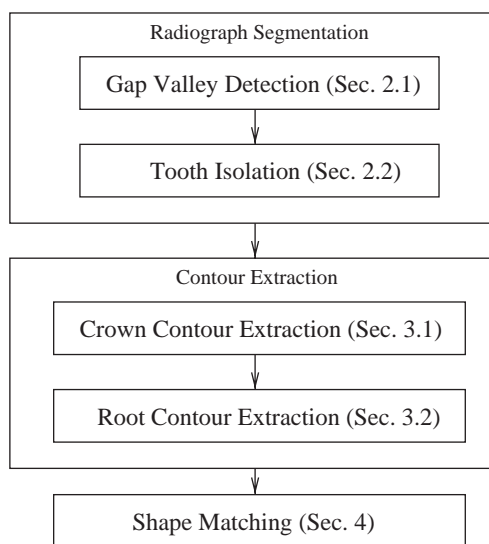 Radiograph Segmentation
Gap Valley Detection (Sec. 2.1)
Tooth Isolation (Sec. 2.2)
Contour Extraction
Crown Contour Extraction (Sec. 3.1)
Root Contour Extraction (Sec. 3.2)
Shape Matching (Sec. 4)